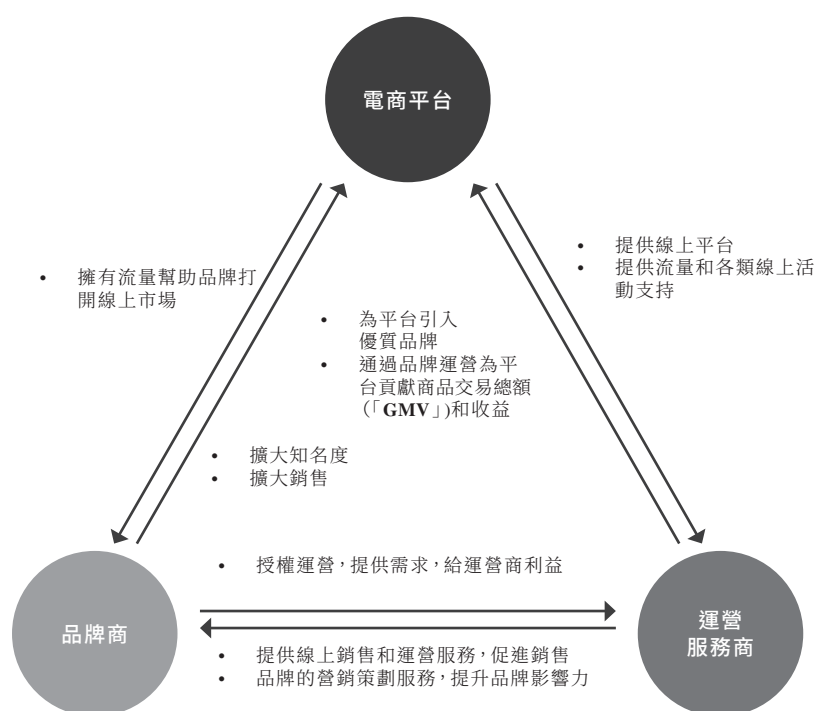 電商平台
• 提供線上平台
• 提供流量和各類線上活
動支持
• 擁有流量幫助品牌打
開線上市場
• 為平台引入
優質品牌
• 通過品牌運營為平
台貢獻商品交易總額
(「GMV」)和收益
• 擴大知名度
• 擴大銷售
• 授權運營，提供需求，給運營商利益
品牌商
運營
服務商
• 提供線上銷售和運營服務，促進銷售
• 品牌的營銷策劃服務，提升品牌影響力